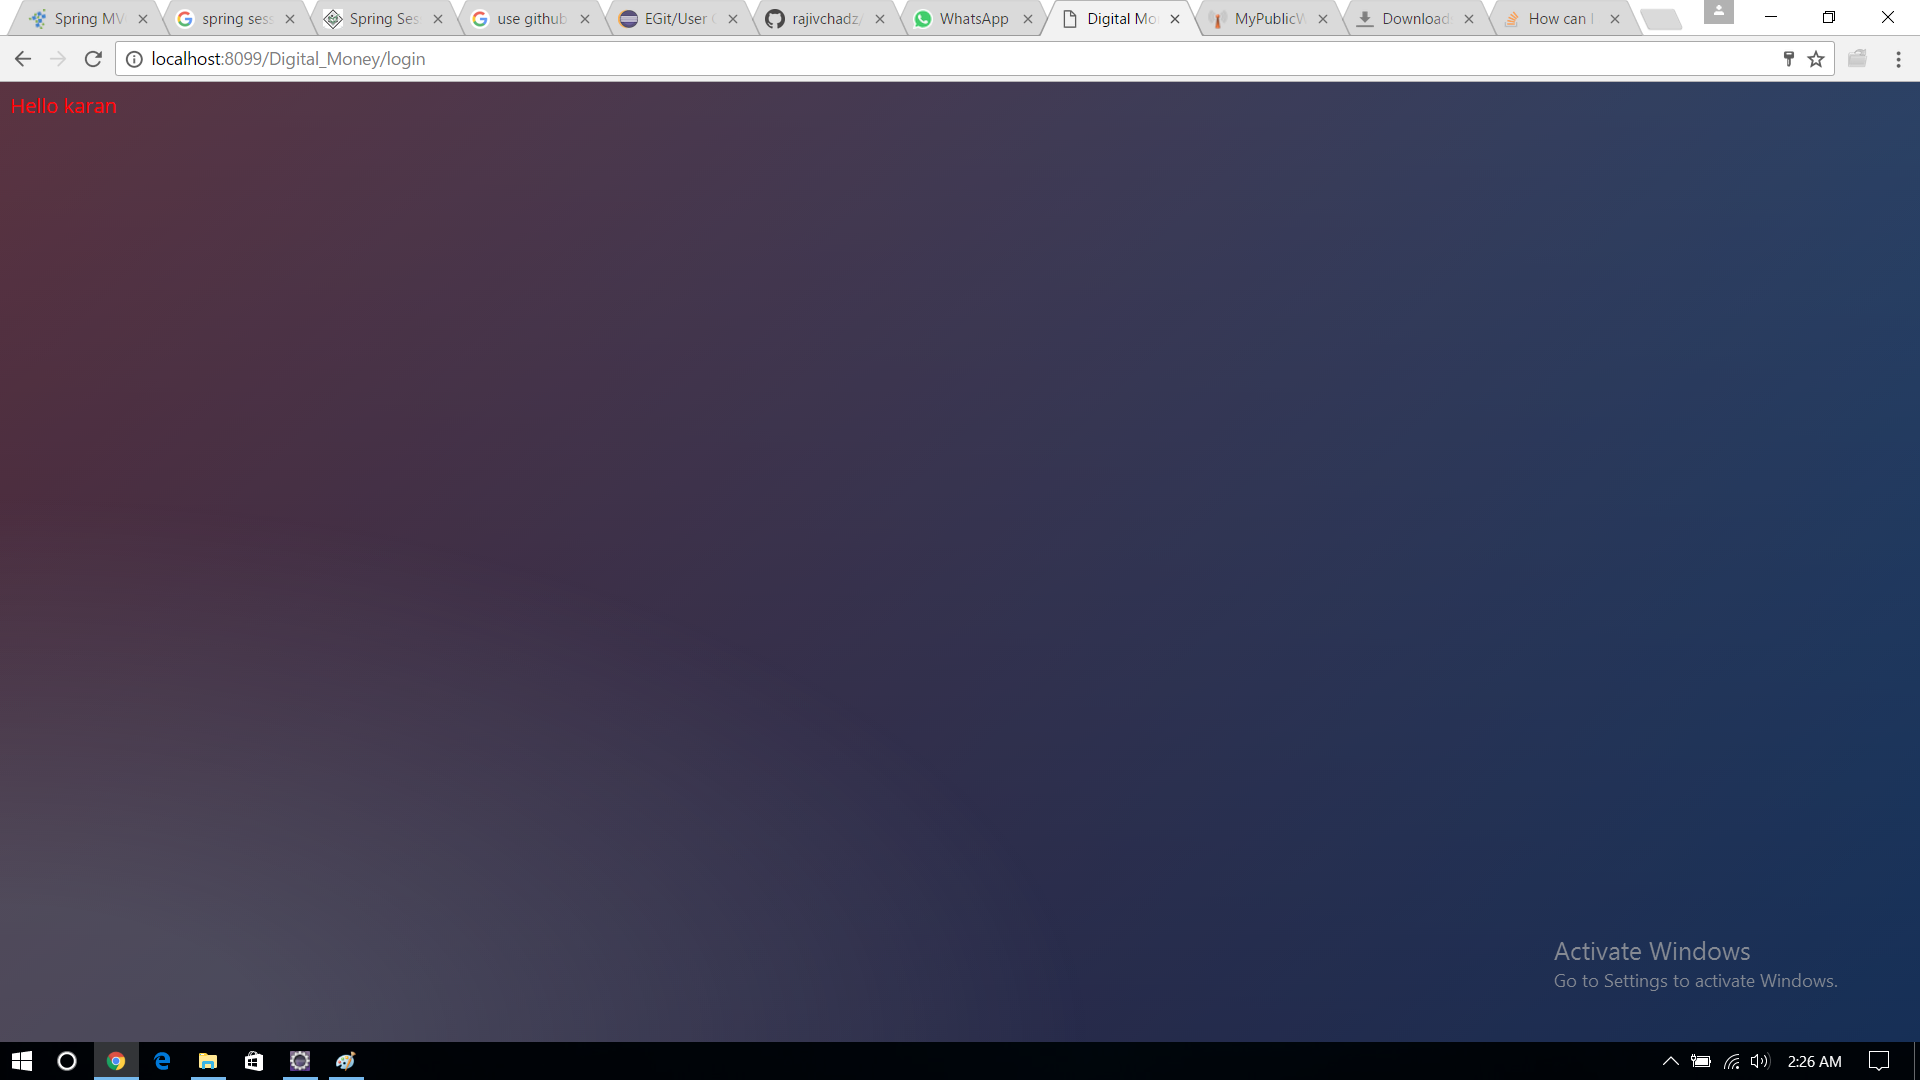 Spring MV
spring sess
Spring Ses
use github
EGit/User
rajivchadz/
WhatsApp
Digital Mo
MyPublicW
Download
How can I
localhost:8099/Digital_Money/login
Hello karan
Activate Windows
Go to Settings to activate Windows.
2:26 AM